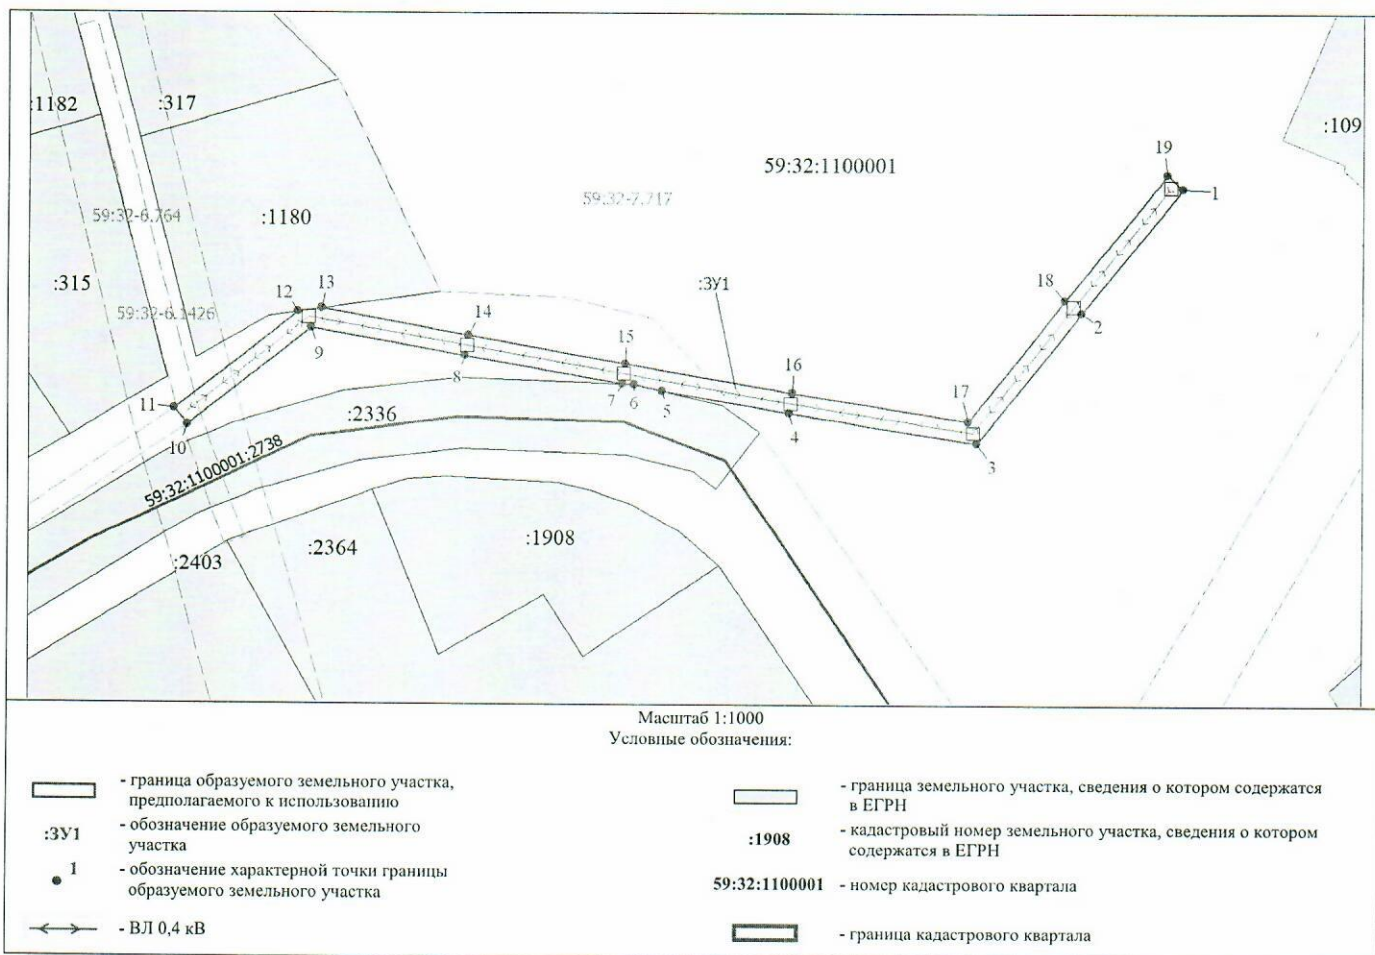 :1182
:317
:109
59:32:1100001
19
1
59:32-7.717
59:32-6.764
:1180
:315
59:32-6.1426
:ЗУ1
12
13
18
2
9
14
15
8
7
6
5
16
4
17
3
11
10
:2336
59:32:1100001:2738
:2403
:2364
:1908
Масштаб 1:1000
Условные обозначения:
- граница образуемого земельного участка,
предполагаемого к использованию
:ЗУ1 - обозначение образуемого земельного
участка
1 - обозначение характерной точки границы
образуемого земельного участка
- ВЛ 0,4 кВ
- граница земельного участка, сведения о котором содержатся
в ЕГРН
:1908 - кадастровый номер земельного участка, сведения о котором
содержатся в ЕГРН
59:32:1100001 - номер кадастрового квартала
- граница кадастрового квартала